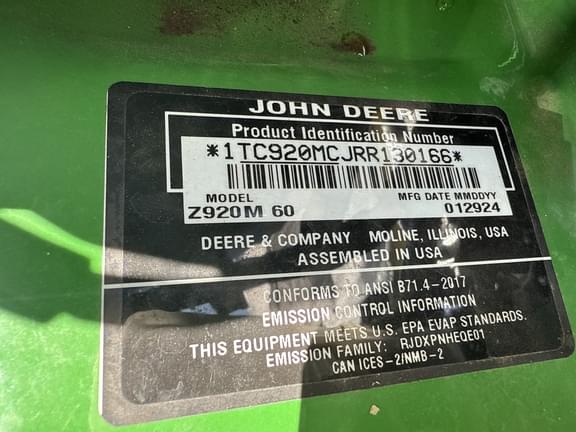 JOHN DEERE
Product Identification Number
*1TC920MCJRR130166*
MODEL MFG DATE MMDDYY
Z920M 60 012924
DEERE & COMPANY MOLINE, ILLINOIS, USA
ASSEMBLED IN USA
CONFORMS TO ANSI B71.4-2017
EMISSION CONTROL INFORMATION
THIS EQUIPMENT MEETS U.S. EPA EVAP STANDARDS.
EMISSION FAMILY: RJDXPNHEQE01
CAN ICES-2/NMB-2